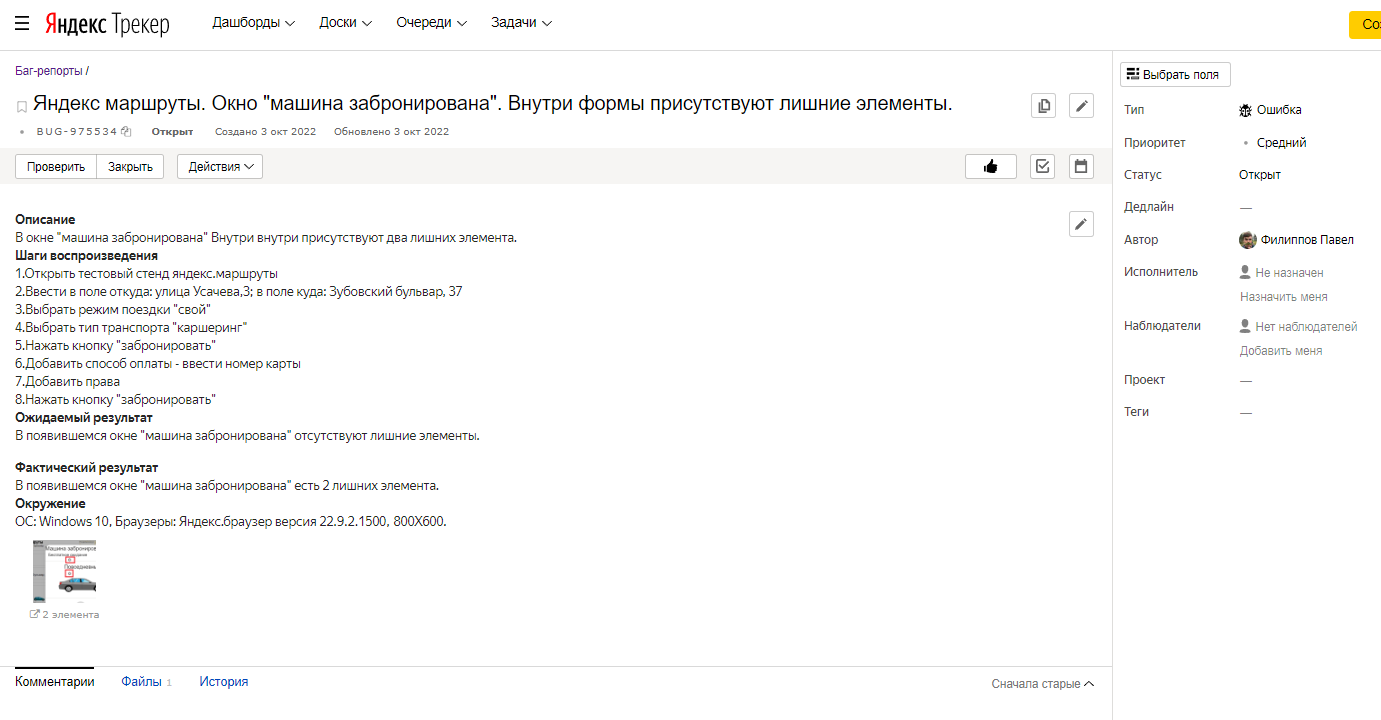 Яндекс Трекер Дашборды Доски Очереди Задачи
Баг-репорты /
Выбрать поля
Яндекс маршруты. Окно "машина забронирована". Внутри формы присутствуют лишние элементы.
BUG-975534 Открыт Создано 3 окт 2022 Обновлено 3 окт 2022
Проверить Закрыть Действия
Описание
В окне "машина забронирована" Внутри внутри присутствуют два лишних элемента.
Шаги воспроизведения
1.Открыть тестовый стенд яндекс.маршруты
2.Ввести в поле откуда: улица Усачева,3; в поле куда: Зубовский бульвар, 37
3.Выбрать режим поездки "свой"
4.Выбрать тип транспорта "каршеринг"
5.Нажать кнопку "забронировать"
6.Добавить способ оплаты - ввести номер карты
7.Добавить права
8.Нажать кнопку "забронировать"
Ожидаемый результат
В появившемся окне "машина забронирована" отсутствуют лишние элементы.
Фактический результат
В появившемся окне "машина забронирована" есть 2 лишних элемента.
Окружение
ОС: Windows 10, Браузеры: Яндекс.браузер версия 22.9.2.1500, 800X600.
Машина
2 элемента
Комментарии Файлы 1 История Сначала старые
Тип Ошибка
Приоритет Средний
Статус Открыт
Дедлайн —
Автор Филиппов Павел
Исполнитель Не назначен
Назначить меня
Наблюдатели Нет наблюдателей
Добавить меня
Проект —
Теги —